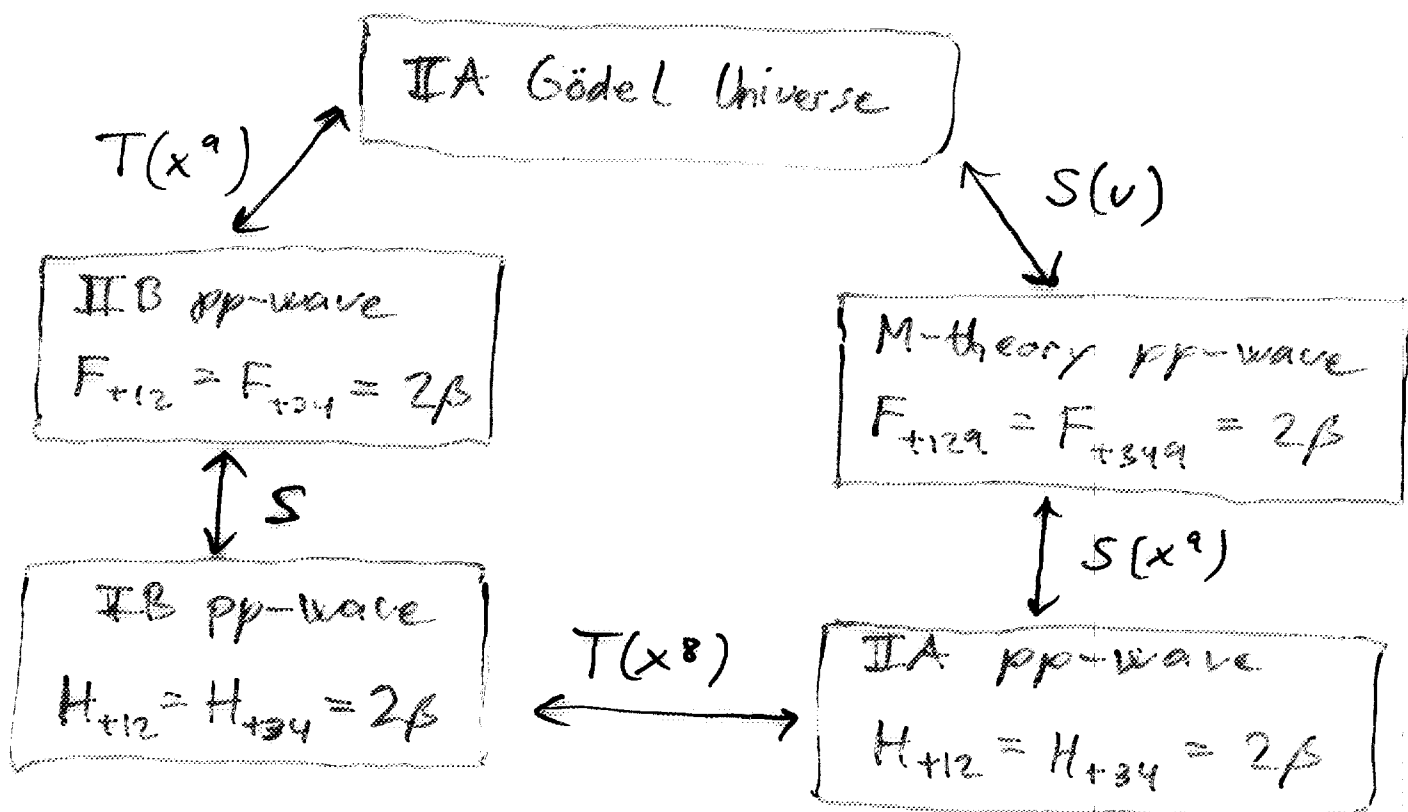 IIA Gödel Universe
T(x⁹)
S(v)
IIB pp-wave
F₊₁₂ = F₊₃₄ = 2β
M-theory pp-wave
F₊₁₂₉ = F₊₃₄₉ = 2β
S
S(x⁹)
IIB pp-wave
H₊₁₂ = H₊₃₄ = 2β
T(x⁸)
IIA pp-wave
H₊₁₂ = H₊₃₄ = 2β